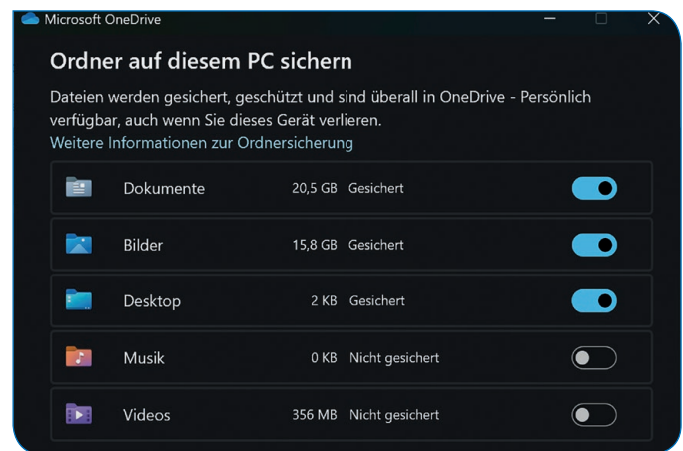 Microsoft OneDrive
Ordner auf diesem PC sichern
Dateien werden gesichert, geschützt und sind überall in OneDrive - Persönlich
verfügbar, auch wenn Sie dieses Gerät verlieren.
Weitere Informationen zur Ordnersicherung
Dokumente 20,5 GB Gesichert
Bilder 15,8 GB Gesichert
Desktop 2 KB Gesichert
Musik 0 KB Nicht gesichert
Videos 356 MB Nicht gesichert